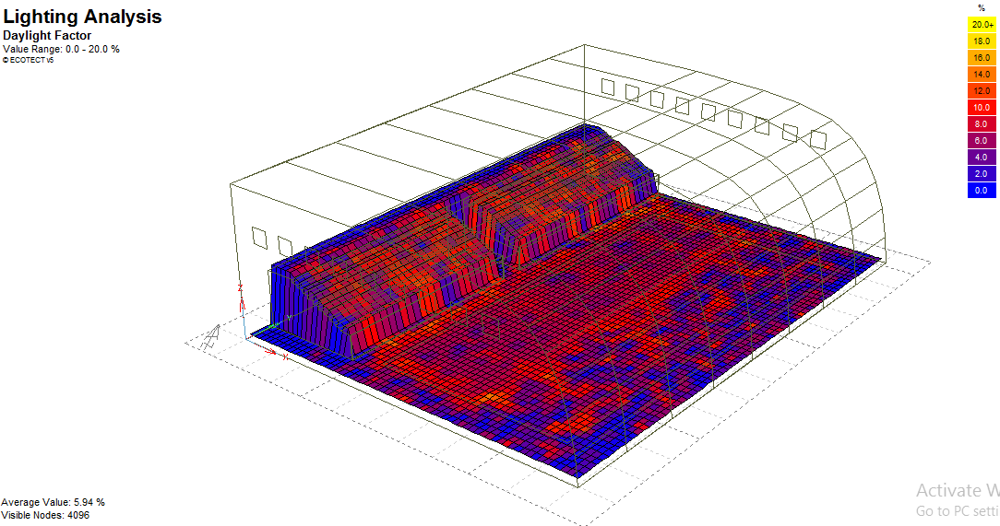 Lighting Analysis
Daylight Factor
Value Range: 0.0 - 20.0 %
© ECOTECT v5
%
20.0+
18.0
16.0
14.0
12.0
10.0
8.0
6.0
4.0
2.0
0.0
Z
Y
X
Average Value: 5.94 %
Visible Nodes: 4096
Activate W
Go to PC setti